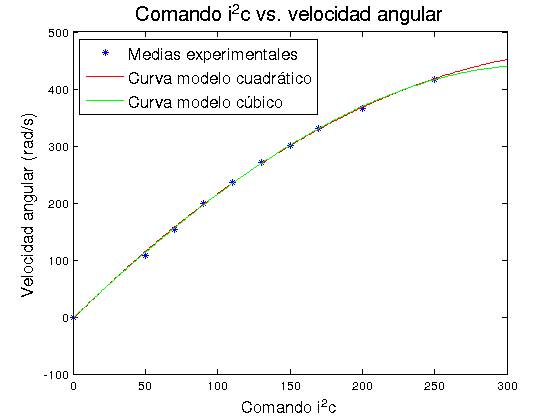 Comando i²c vs. velocidad angular
Medias experimentales
Curva modelo cuadrático
Curva modelo cúbico
Velocidad angular (rad/s)
500
400
300
200
100
0
-100
0 50 100 150 200 250 300
Comando i²c